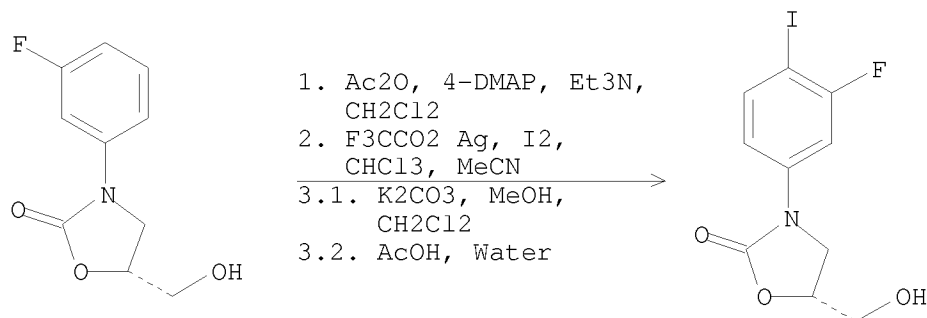 F
N
O
O
OH
1. Ac2O, 4-DMAP, Et3N,
CH2Cl2
2. F3CCO2 Ag, I2,
CHCl3, MeCN
3.1. K2CO3, MeOH,
CH2Cl2
3.2. AcOH, Water
I
F
N
O
O
OH